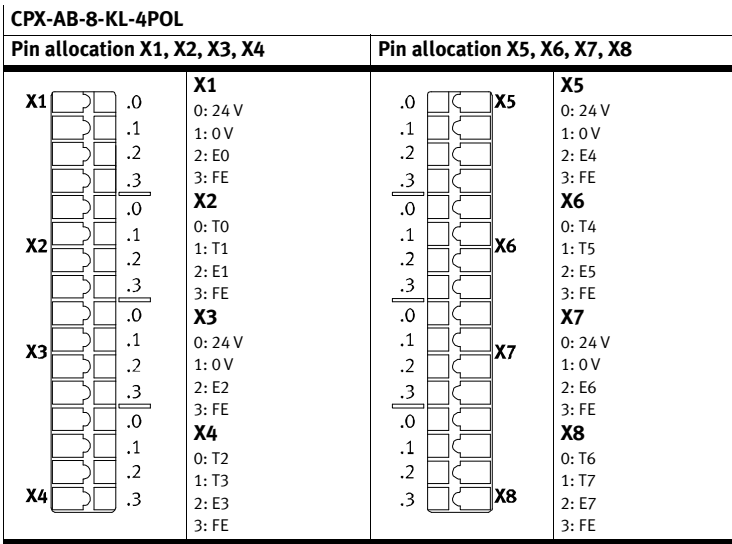 CPX-AB-8-KL-4POL
Pin allocation X1, X2, X3, X4
Pin allocation X5, X6, X7, X8
X1
.0
.1
.2
.3
.0
.1
X2
.2
.3
.0
.1
X3
.2
.3
.0
.1
.2
X4
.3
X1
0: 24 V
1: 0 V
2: E0
3: FE
X2
0: T0
1: T1
2: E1
3: FE
X3
0: 24 V
1: 0 V
2: E2
3: FE
X4
0: T2
1: T3
2: E3
3: FE
.0
X5
.1
.2
.3
.0
.1
X6
.2
.3
.0
.1
X7
.2
.3
.0
.1
.2
.3
X8
X5
0: 24 V
1: 0 V
2: E4
3: FE
X6
0: T4
1: T5
2: E5
3: FE
X7
0: 24 V
1: 0 V
2: E6
3: FE
X8
0: T6
1: T7
2: E7
3: FE